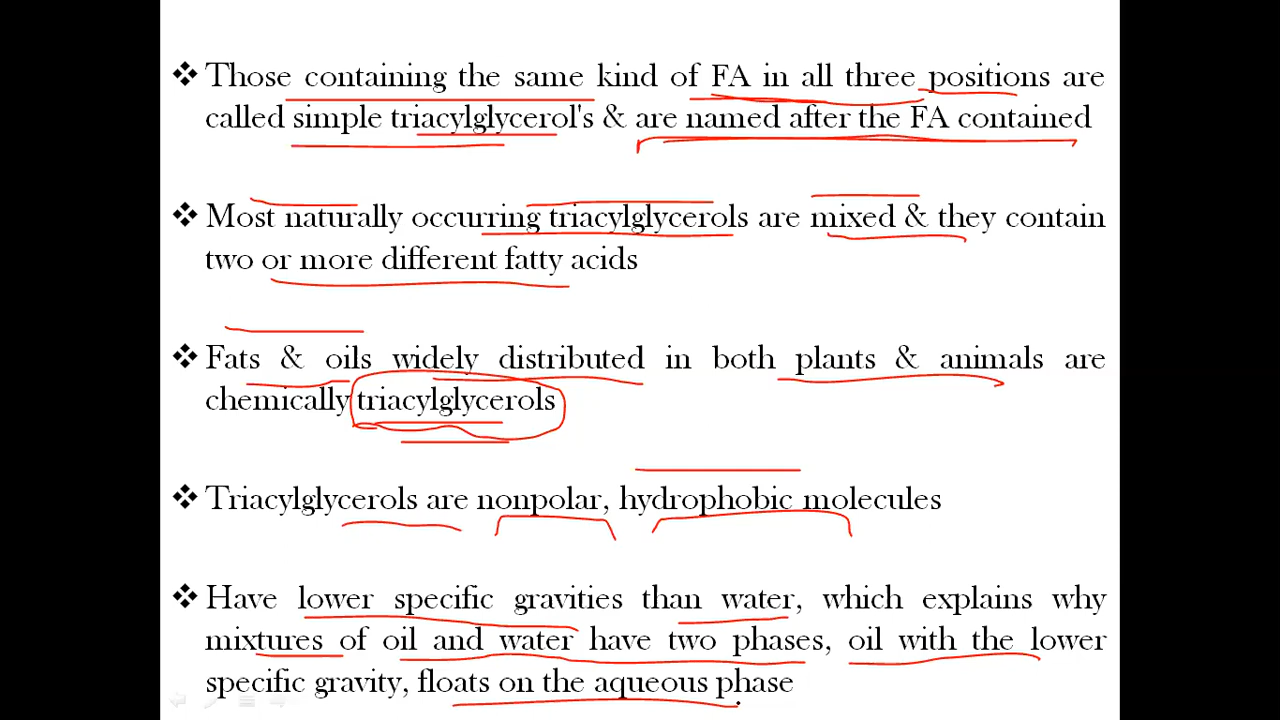 ❖ Those containing the same kind of FA in all three positions are
called simple triacylglycerol's & are named after the FA contained
❖ Most naturally occurring triacylglycerols are mixed & they contain
two or more different fatty acids
❖ Fats & oils widely distributed in both plants & animals are
chemically triacylglycerols
❖ Triacylglycerols are nonpolar, hydrophobic molecules
❖ Have lower specific gravities than water, which explains why
mixtures of oil and water have two phases, oil with the lower
specific gravity, floats on the aqueous phase